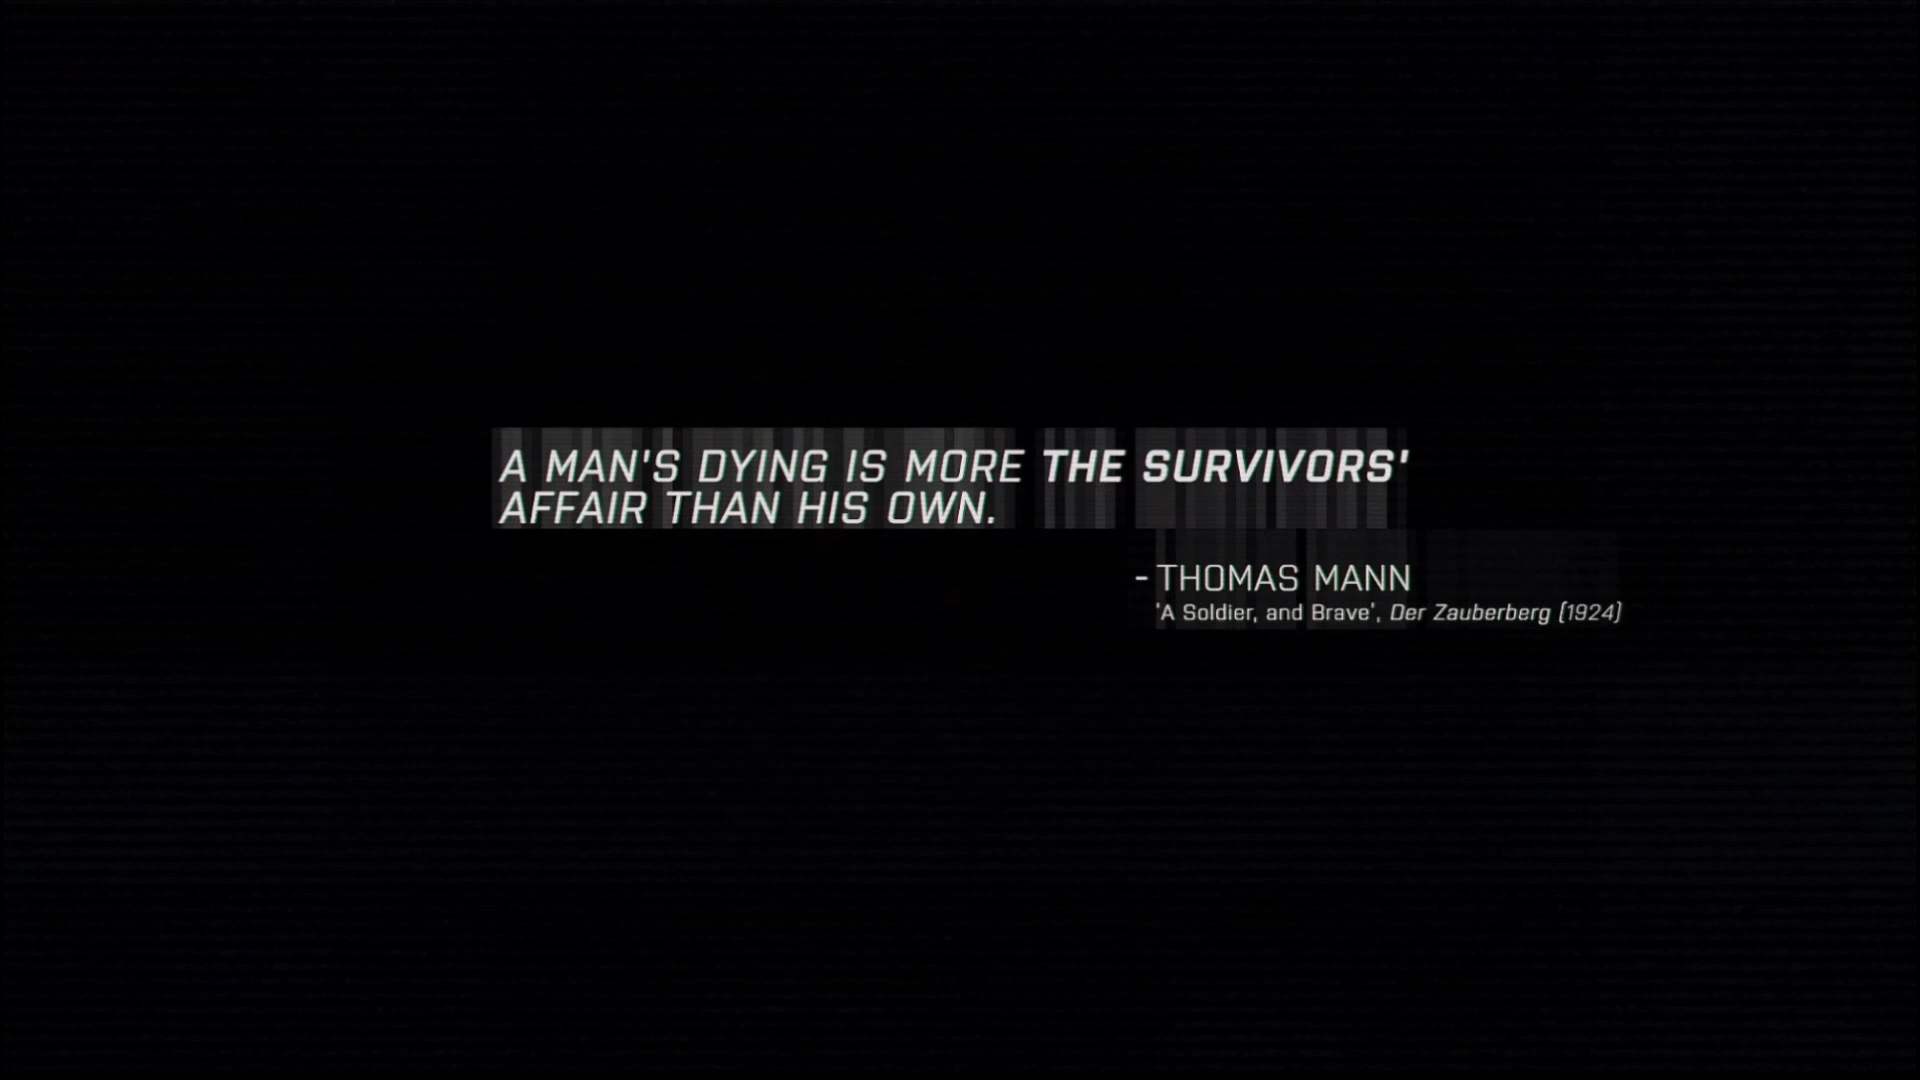 A MAN'S DYING IS MORE THE SURVIVORS'
AFFAIR THAN HIS OWN.
- THOMAS MANN
'A Soldier, and Brave', Der Zauberberg (1924)